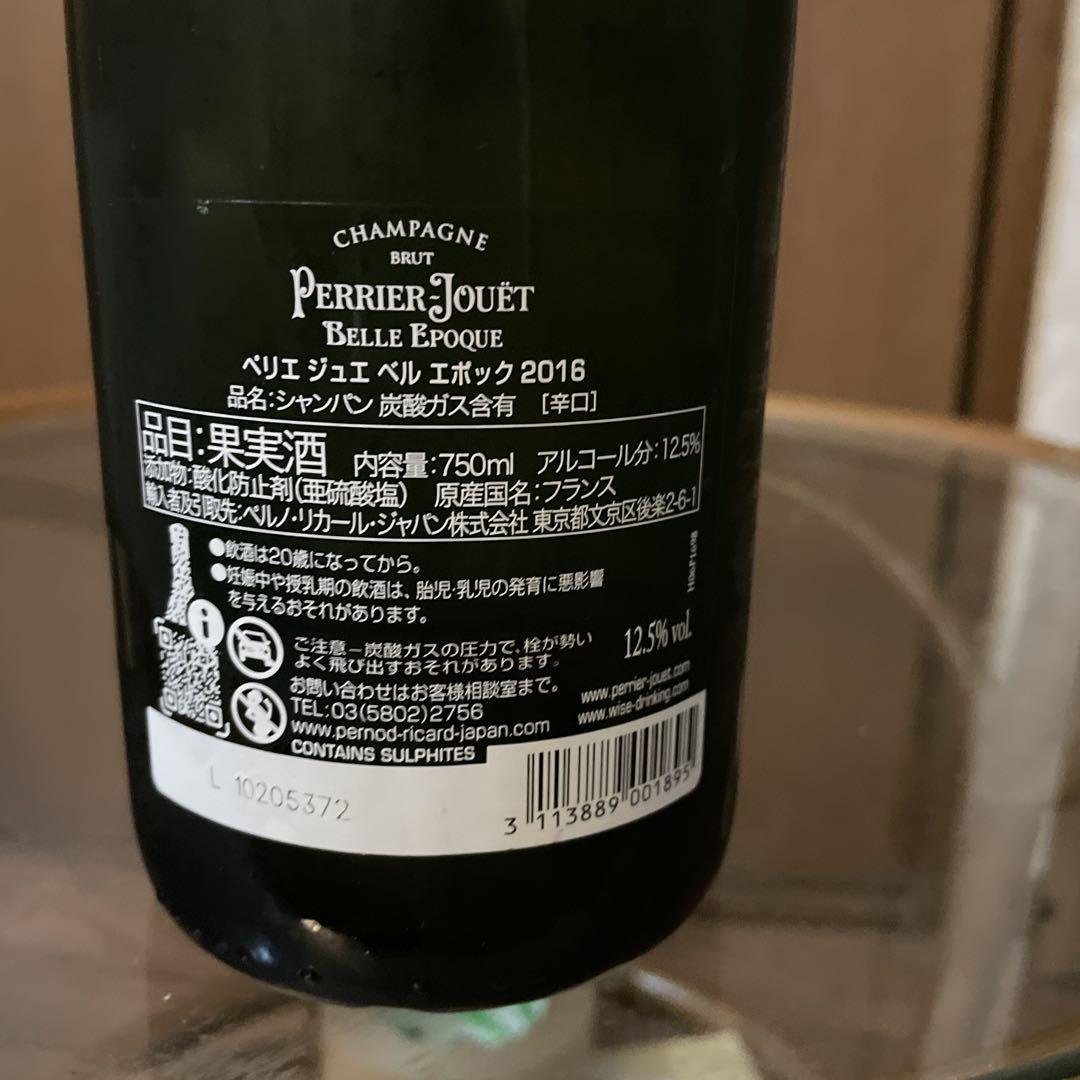 CHAMPAGNE
BRUT
PERRIER-JOUËT
BELLE EPOQUE
ペリエ ジュエ ベル エポック 2016
品名:シャンパン 炭酸ガス含有 [辛口]
品目:果実酒 内容量:750ml アルコール分:12.5%
添加物:酸化防止剤(亜硫酸塩) 原産国名:フランス
輸入者及引取先:ペルノ・リカール・ジャパン株式会社 東京都文京区後楽2-6-1
●飲酒は20歳になってから。
●妊娠中や授乳期の飲酒は、胎児・乳児の発育に悪影響
を与えるおそれがあります。
ご注意-炭酸ガスの圧力で、栓が勢い
よく飛び出すおそれがあります。
12.5% vol.
お問い合わせはお客様相談室まで。
TEL:03(5802)2756
www.pernod-ricard-japan.com
www.perrier-jouet.com
www.wise-drinking.com
CONTAINS SULPHITES
L 10205372
3 113889 001895